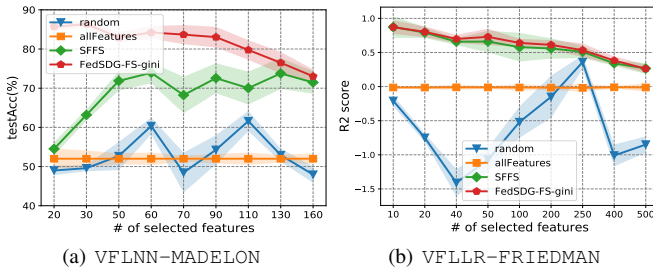 90
80
70
60
50
40
testAcc(%)
random
allFeatures
SFFS
FedSDG-FS-gini
20 30 50 60 70 90 110 130 160
# of selected features
(a) VFLNN-MADELON
1.0
0.5
0.0
−0.5
−1.0
−1.5
R2 score
random
allFeatures
SFFS
FedSDG-FS-gini
10 20 40 50 100 200 250 400 500
# of selected features
(b) VFLLR-FRIEDMAN